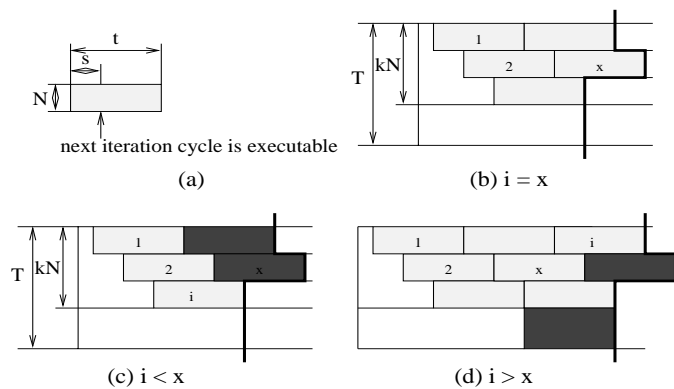 t
s
N
next iteration cycle is executable
(a)
T
kN
1
2
x
(b) i = x
T
kN
1
2
x
i
(c) i < x
1
i
2
x
(d) i > x